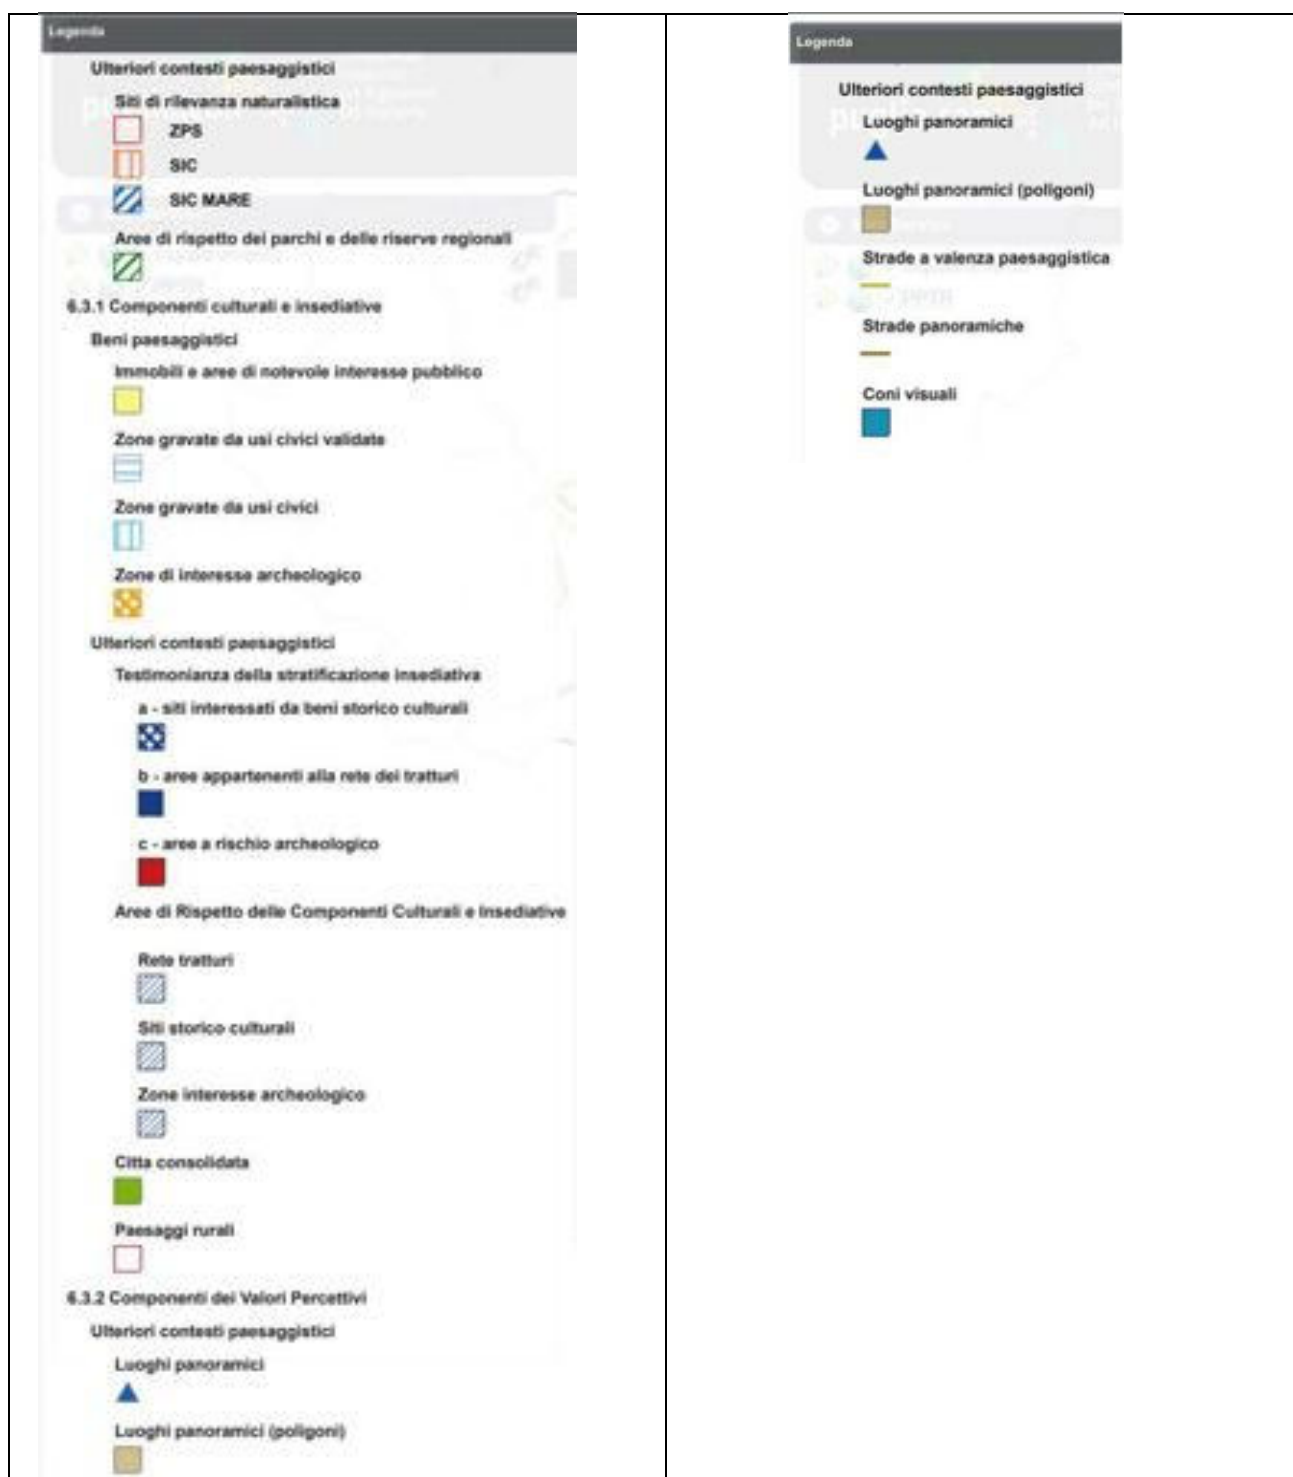 Legenda
Ulteriori contesti paesaggistici
Siti di rilevanza naturalistica
ZPS
SIC
SIC MARE
Aree di rispetto dei parchi e delle riserve regionali
6.3.1 Componenti culturali e insediative
Beni paesaggistici
Immobili e aree di notevole interesse pubblico
Zone gravate da usi civici validate
Zone gravate da usi civici
Zone di interesse archeologico
Ulteriori contesti paesaggistici
Testimonianza della stratificazione insediativa
a - siti interessati da beni storico culturali
b - aree appartenenti alla rete dei tratturi
c - aree a rischio archeologico
Aree di Rispetto delle Componenti Culturali e Insediative
Rete tratturi
Siti storico culturali
Zone interesse archeologico
Citta consolidata
Paesaggi rurali
6.3.2 Componenti dei Valori Percettivi
Ulteriori contesti paesaggistici
Luoghi panoramici
Luoghi panoramici (poligoni)
Legenda
Ulteriori contesti paesaggistici
Luoghi panoramici
Luoghi panoramici (poligoni)
Strade a valenza paesaggistica
Strade panoramiche
Coni visuali